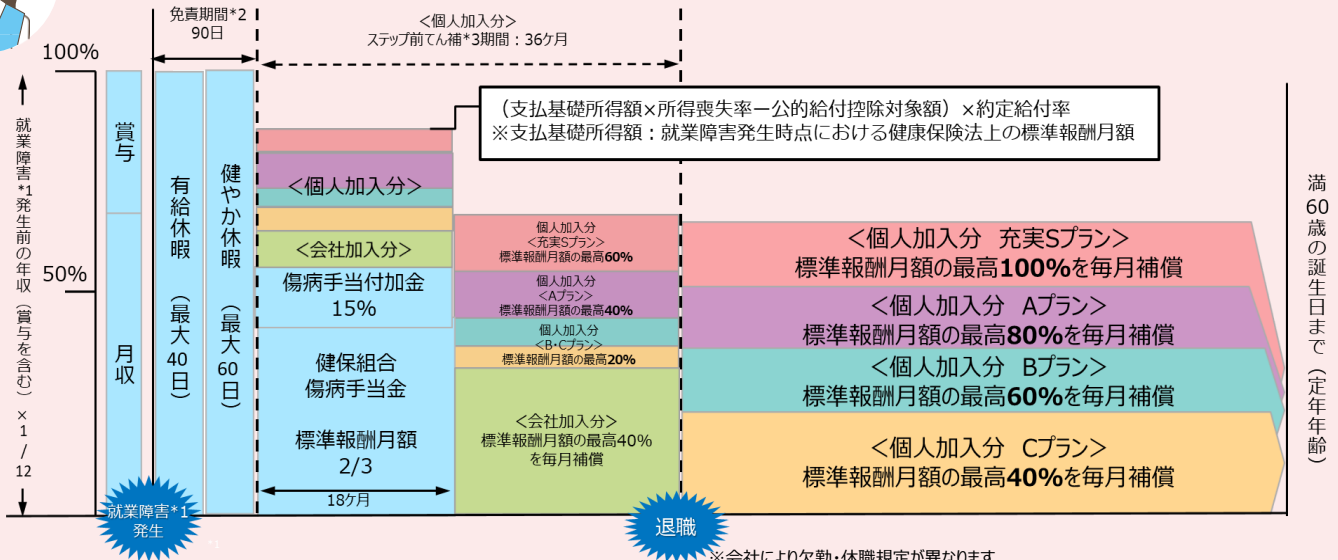 免責期間*2
90日
＜個人加入分＞
ステップ前てん補*3期間：36ケ月
100%
50%
就業障害*1発生前の年収（賞与を含む）×1/12
賞与
月収
有給休暇（最大40日）
健やか休暇（最大60日）
（支払基礎所得額×所得喪失率ー公的給付控除対象額）×約定給付率
※支払基礎所得額：就業障害発生時点における健康保険法上の標準報酬月額
＜個人加入分＞
＜会社加入分＞
傷病手当付加金
15%
健保組合
傷病手当金
標準報酬月額
2/3
18ケ月
個人加入分
＜充実Sプラン＞
標準報酬月額の最高60%
個人加入分
＜Aプラン＞
標準報酬月額の最高40%
個人加入分
＜B・Cプラン＞
標準報酬月額の最高20%
＜会社加入分＞
標準報酬月額の最高40%
を毎月補償
＜個人加入分　充実Sプラン＞
標準報酬月額の最高100%を毎月補償
＜個人加入分　Aプラン＞
標準報酬月額の最高80%を毎月補償
＜個人加入分　Bプラン＞
標準報酬月額の最高60%を毎月補償
＜個人加入分　Cプラン＞
標準報酬月額の最高40%を毎月補償
満60歳の誕生日まで（定年年齢）
就業障害*1
発生
*1
退職
※会社により欠勤・休職規定が異なります